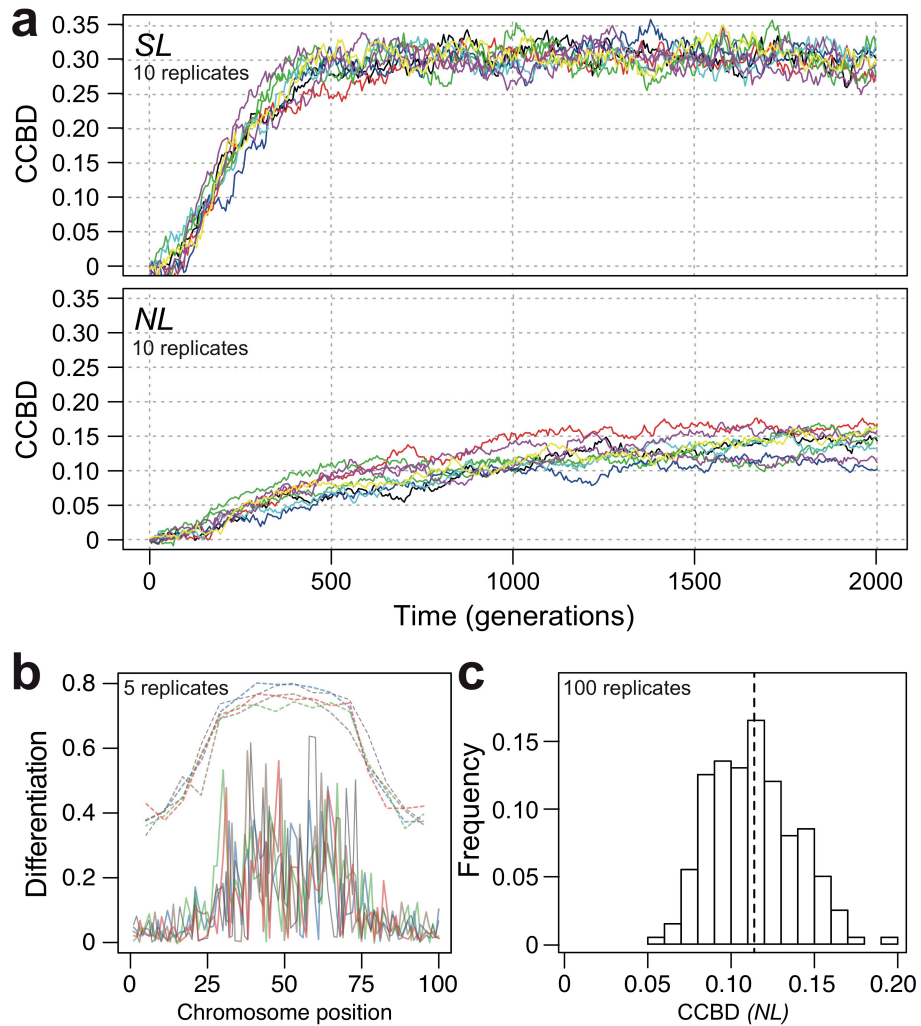 a
SL
10 replicates
CCBD
0.35
0.30
0.25
0.20
0.15
0.10
0.05
0
NL
10 replicates
CCBD
0.35
0.30
0.25
0.20
0.15
0.10
0.05
0
0 500 1000 1500 2000
Time (generations)
b
5 replicates
Differentiation
0.8
0.6
0.4
0.2
0
0 25 50 75 100
Chromosome position
c
100 replicates
Frequency
0.15
0.10
0.05
0
0 0.05 0.10 0.15 0.20
CCBD (NL)